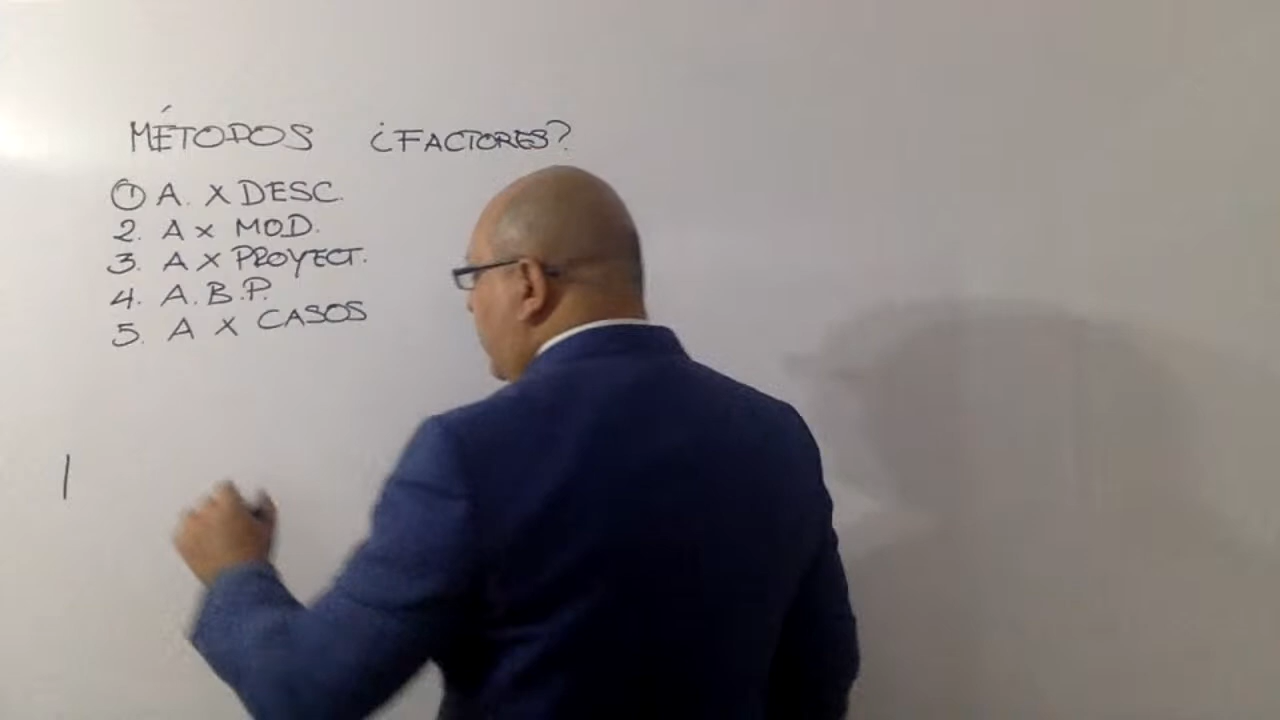 MÉTODOS ¿FACTORES?
1 A. X DESC.
2. A X MOD.
3. A X PROYECT.
4. A.B.P.
5. A X CASOS